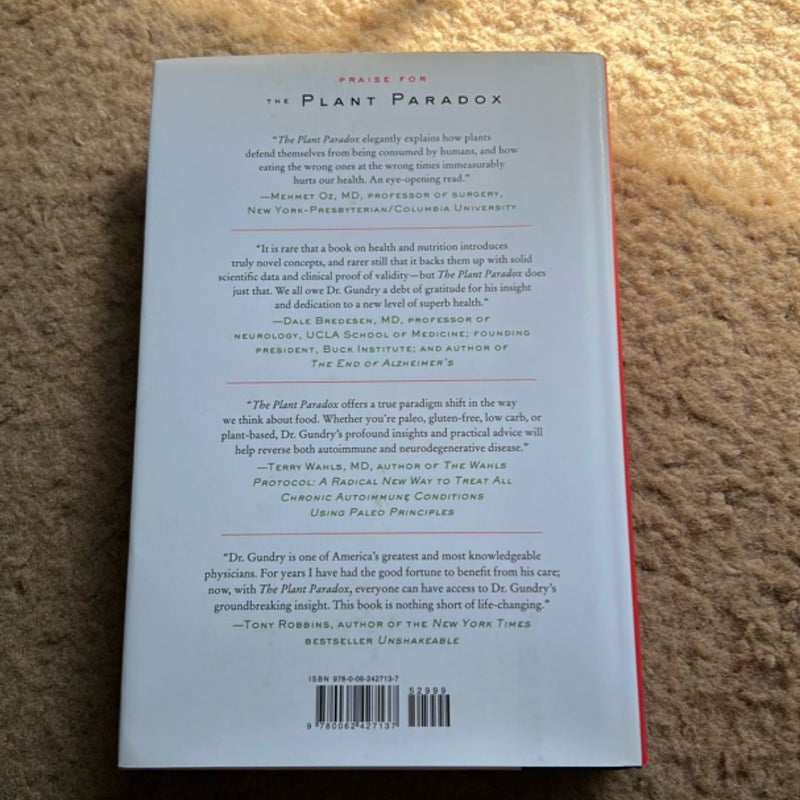 PRAISE FOR
THE PLANT PARADOX
"The Plant Paradox elegantly explains how plants
defend themselves from being consumed by humans, and how
eating the wrong ones at the wrong times immeasurably
hurts our health. An eye-opening read."
—MEHMET OZ, MD, PROFESSOR OF SURGERY,
NEW YORK-PRESBYTERIAN/COLUMBIA UNIVERSITY
"It is rare that a book on health and nutrition introduces
truly novel concepts, and rarer still that it backs them up with solid
scientific data and clinical proof of validity—but The Plant Paradox does
just that. We all owe Dr. Gundry a debt of gratitude for his insight
and dedication to a new level of superb health."
—DALE BREDESEN, MD, PROFESSOR OF
NEUROLOGY, UCLA SCHOOL OF MEDICINE; FOUNDING
PRESIDENT, BUCK INSTITUTE; AND AUTHOR OF
THE END OF ALZHEIMER'S
"The Plant Paradox offers a true paradigm shift in the way
we think about food. Whether you're paleo, gluten-free, low carb, or
plant-based, Dr. Gundry's profound insights and practical advice will
help reverse both autoimmune and neurodegenerative disease."
—TERRY WAHLS, MD, AUTHOR OF THE WAHLS
PROTOCOL: A RADICAL NEW WAY TO TREAT ALL
CHRONIC AUTOIMMUNE CONDITIONS
USING PALEO PRINCIPLES
"Dr. Gundry is one of America's greatest and most knowledgeable
physicians. For years I have had the good fortune to benefit from his care;
now, with The Plant Paradox, everyone can have access to Dr. Gundry's
groundbreaking insight. This book is nothing short of life-changing."
—TONY ROBBINS, AUTHOR OF THE NEW YORK TIMES
BESTSELLER UNSHAKEABLE
ISBN 978-0-06-242713-7
52999
9 780062 427137